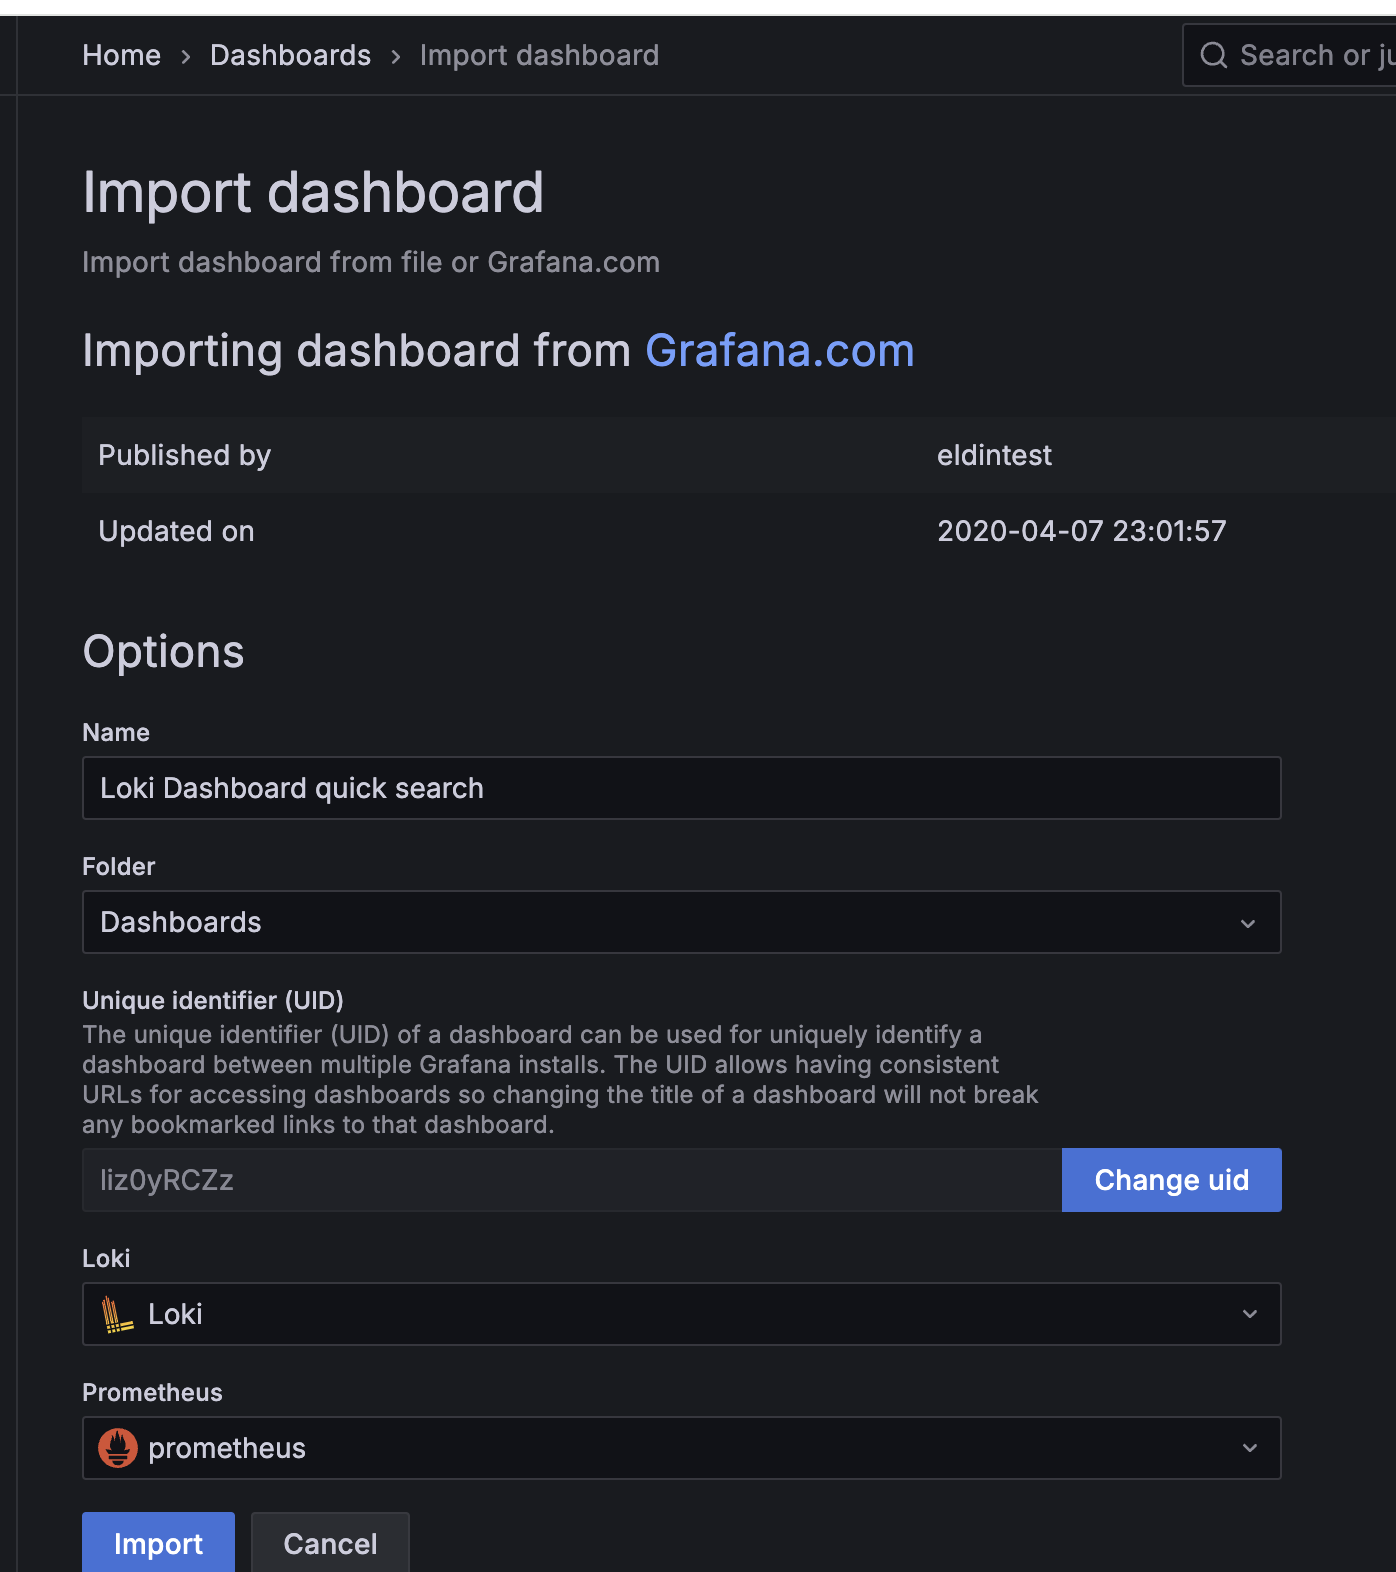 Home › Dashboards › Import dashboard
Search or ju
Import dashboard
Import dashboard from file or Grafana.com
Importing dashboard from Grafana.com
Published by eldintest
Updated on 2020-04-07 23:01:57
Options
Name
Loki Dashboard quick search
Folder
Dashboards
Unique identifier (UID)
The unique identifier (UID) of a dashboard can be used for uniquely identify a
dashboard between multiple Grafana installs. The UID allows having consistent
URLs for accessing dashboards so changing the title of a dashboard will not break
any bookmarked links to that dashboard.
liz0yRCZz
Change uid
Loki
Loki
Prometheus
prometheus
Import
Cancel